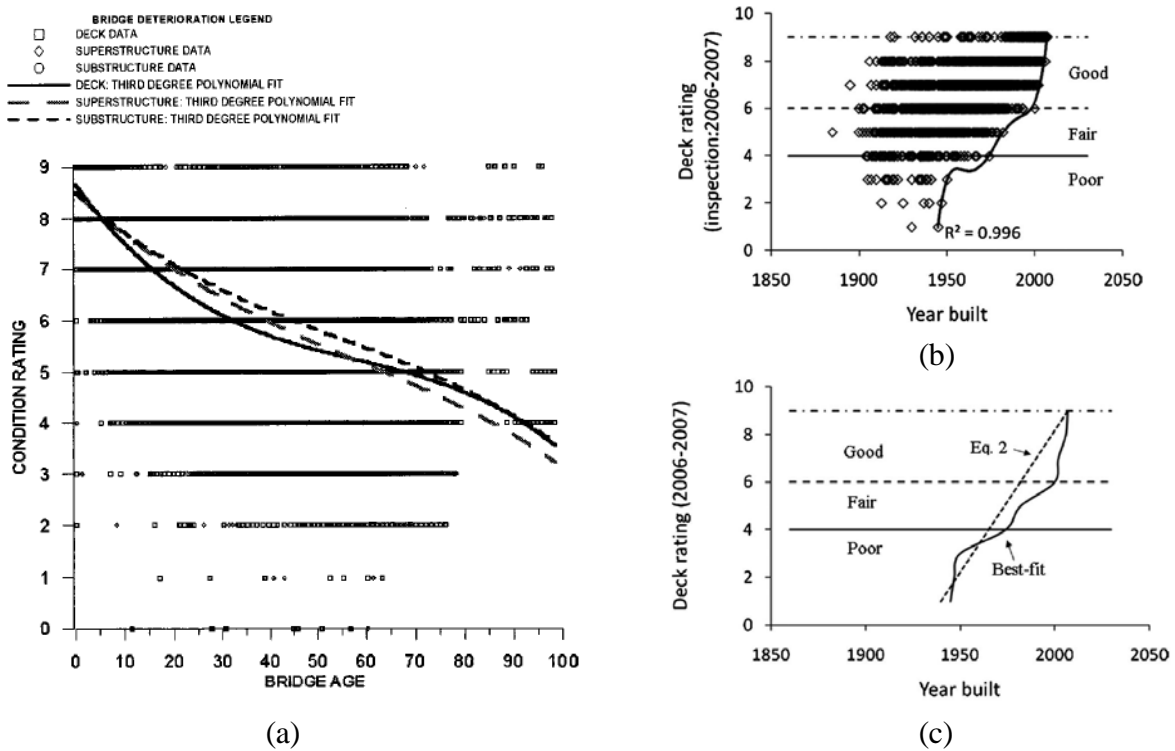 BRIDGE DETERIORATION LEGEND
DECK DATA
SUPERSTRUCTURE DATA
SUBSTRUCTURE DATA
DECK: THIRD DEGREE POLYNOMIAL FIT
SUPERSTRUCTURE: THIRD DEGREE POLYNOMIAL FIT
SUBSTRUCTURE: THIRD DEGREE POLYNOMIAL FIT
9
8
7
6
5
4
3
2
1
0
CONDITION RATING
0 10 20 30 40 50 60 70 80 90 100
BRIDGE AGE
(a)
10
8
6
4
2
0
Deck rating
(inspection:2006-2007)
Good
Fair
Poor
R² = 0.996
1850 1900 1950 2000 2050
Year built
(b)
10
8
6
4
2
0
Deck rating (2006-2007)
Eq. 2
Good
Fair
Poor
Best-fit
1850 1900 1950 2000 2050
Year built
(c)